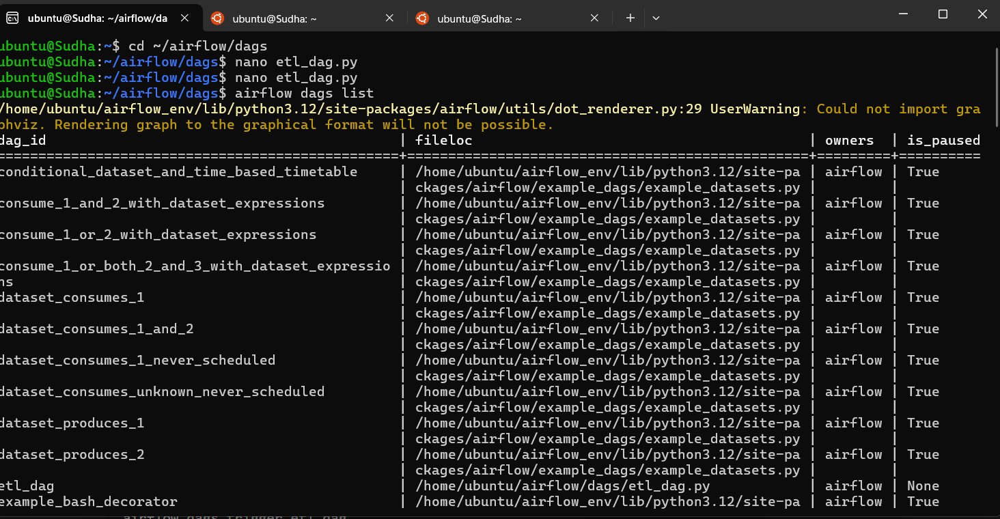 ubuntu@Sudha: ~/airflow/da
ubuntu@Sudha: ~
ubuntu@Sudha: ~
ubuntu@Sudha:~$ cd ~/airflow/dags
ubuntu@Sudha:~/airflow/dags$ nano etl_dag.py
ubuntu@Sudha:~/airflow/dags$ nano etl_dag.py
ubuntu@Sudha:~/airflow/dags$ airflow dags list
/home/ubuntu/airflow_env/lib/python3.12/site-packages/airflow/utils/dot_renderer.py:29 UserWarning: Could not import gra
phviz. Rendering graph to the graphical format will not be possible.
dag_id | fileloc | owners | is_paused
=================================================+==================================================+=========+==========
conditional_dataset_and_time_based_timetable | /home/ubuntu/airflow_env/lib/python3.12/site-pa | airflow | True
| ckages/airflow/example_dags/example_datasets.py | |
consume_1_and_2_with_dataset_expressions | /home/ubuntu/airflow_env/lib/python3.12/site-pa | airflow | True
| ckages/airflow/example_dags/example_datasets.py | |
consume_1_or_2_with_dataset_expressions | /home/ubuntu/airflow_env/lib/python3.12/site-pa | airflow | True
| ckages/airflow/example_dags/example_datasets.py | |
consume_1_or_both_2_and_3_with_dataset_expressio | /home/ubuntu/airflow_env/lib/python3.12/site-pa | airflow | True
ns | ckages/airflow/example_dags/example_datasets.py | |
dataset_consumes_1 | /home/ubuntu/airflow_env/lib/python3.12/site-pa | airflow | True
| ckages/airflow/example_dags/example_datasets.py | |
dataset_consumes_1_and_2 | /home/ubuntu/airflow_env/lib/python3.12/site-pa | airflow | True
| ckages/airflow/example_dags/example_datasets.py | |
dataset_consumes_1_never_scheduled | /home/ubuntu/airflow_env/lib/python3.12/site-pa | airflow | True
| ckages/airflow/example_dags/example_datasets.py | |
dataset_consumes_unknown_never_scheduled | /home/ubuntu/airflow_env/lib/python3.12/site-pa | airflow | True
| ckages/airflow/example_dags/example_datasets.py | |
dataset_produces_1 | /home/ubuntu/airflow_env/lib/python3.12/site-pa | airflow | True
| ckages/airflow/example_dags/example_datasets.py | |
dataset_produces_2 | /home/ubuntu/airflow_env/lib/python3.12/site-pa | airflow | True
| ckages/airflow/example_dags/example_datasets.py | |
etl_dag | /home/ubuntu/airflow/dags/etl_dag.py | airflow | None
example_bash_decorator | /home/ubuntu/airflow_env/lib/python3.12/site-pa | airflow | True
airflow dags trigger etl_dag